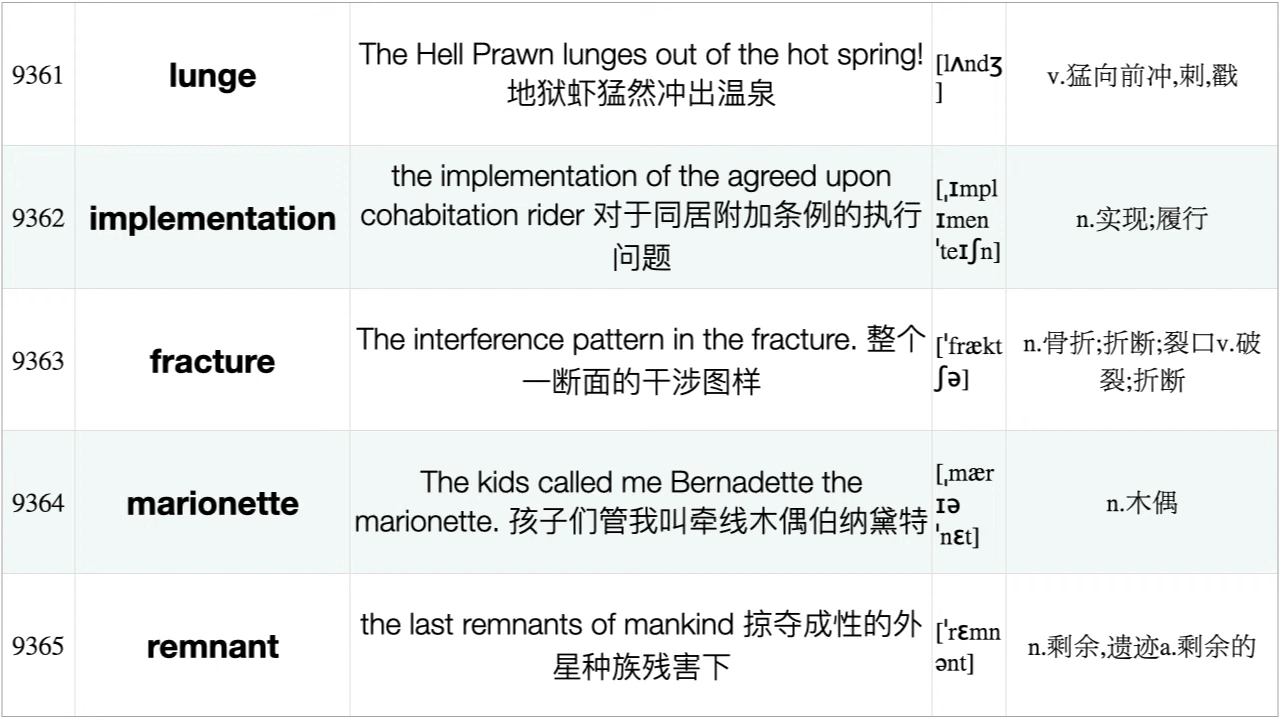 9361
lunge
The Hell Prawn lunges out of the hot spring!
地狱虾猛然冲出温泉
[lʌndʒ
]
v.猛向前冲,刺,戳
9362
implementation
the implementation of the agreed upon
cohabitation rider 对于同居附加条例的执行
问题
[ˌɪmpl
ɪmen
ˈteɪʃn]
n.实现;履行
9363
fracture
The interference pattern in the fracture. 整个
一断面的干涉图样
[ˈfrækt
ʃə]
n.骨折;折断;裂口v.破
裂;折断
9364
marionette
The kids called me Bernadette the
marionette. 孩子们管我叫牵线木偶伯纳黛特
[ˌmær
ɪə
ˈnɛt]
n.木偶
9365
remnant
the last remnants of mankind 掠夺成性的外
星种族残害下
[ˈrɛmn
ənt]
n.剩余,遗迹a.剩余的